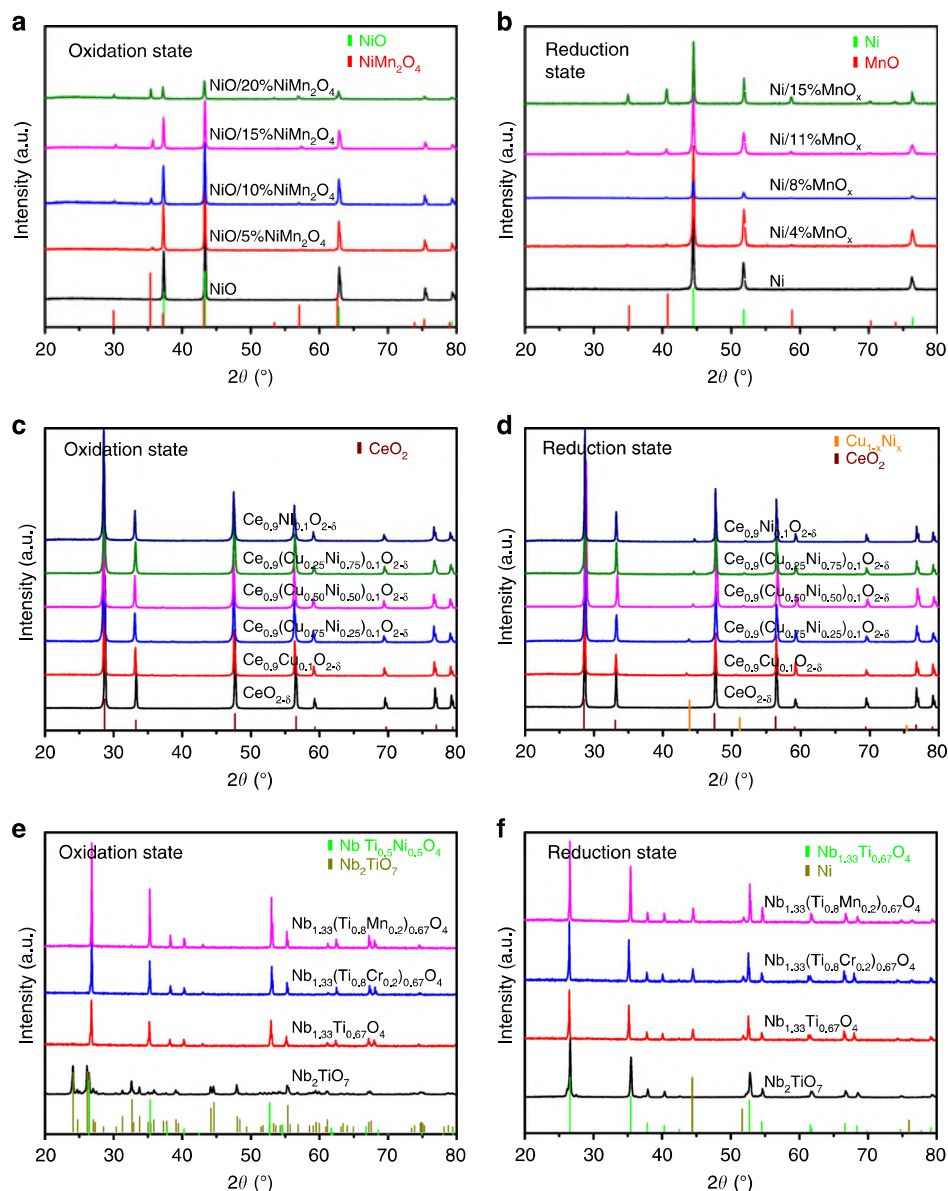 a
Oxidation state
NiO
NiMn₂O₄
NiO/20%NiMn₂O₄
NiO/15%NiMn₂O₄
NiO/10%NiMn₂O₄
NiO/5%NiMn₂O₄
NiO
Intensity (a.u.)
20 30 40 50 60 70 80
2θ (°)
b
Reduction
state
Ni
MnO
Ni/15%MnOₓ
Ni/11%MnOₓ
Ni/8%MnOₓ
Ni/4%MnOₓ
Ni
Intensity (a.u.)
20 30 40 50 60 70 80
2θ (°)
c
Oxidation state
CeO₂
Ce₀.₉Ni₀.₁O₂₋δ
Ce₀.₉(Cu₀.₂₅Ni₀.₇₅)₀.₁O₂₋δ
Ce₀.₉(Cu₀.₅₀Ni₀.₅₀)₀.₁O₂₋δ
Ce₀.₉(Cu₀.₇₅Ni₀.₂₅)₀.₁O₂₋δ
Ce₀.₉Cu₀.₁O₂₋δ
CeO₂₋δ
Intensity (a.u.)
20 30 40 50 60 70 80
2θ (°)
d
Reduction state
Cu₁₋ₓNiₓ
CeO₂
Ce₀.₉Ni₀.₁O₂₋δ
Ce₀.₉(Cu₀.₂₅Ni₀.₇₅)₀.₁O₂₋δ
Ce₀.₉(Cu₀.₅₀Ni₀.₅₀)₀.₁O₂₋δ
Ce₀.₉(Cu₀.₇₅Ni₀.₂₅)₀.₁O₂₋δ
Ce₀.₉Cu₀.₁O₂₋δ
CeO₂₋δ
Intensity (a.u.)
20 30 40 50 60 70 80
2θ (°)
e
Oxidation state
Nb Ti₀.₅Ni₀.₅O₄
Nb₂TiO₇
Nb₁.₃₃(Ti₀.₈Mn₀.₂)₀.₆₇O₄
Nb₁.₃₃(Ti₀.₈Cr₀.₂)₀.₆₇O₄
Nb₁.₃₃Ti₀.₆₇O₄
Nb₂TiO₇
Intensity (a.u.)
20 30 40 50 60 70 80
2θ (°)
f
Reduction state
Nb₁.₃₃Ti₀.₆₇O₄
Ni
Nb₁.₃₃(Ti₀.₈Mn₀.₂)₀.₆₇O₄
Nb₁.₃₃(Ti₀.₈Cr₀.₂)₀.₆₇O₄
Nb₁.₃₃Ti₀.₆₇O₄
Nb₂TiO₇
Intensity (a.u.)
20 30 40 50 60 70 80
2θ (°)